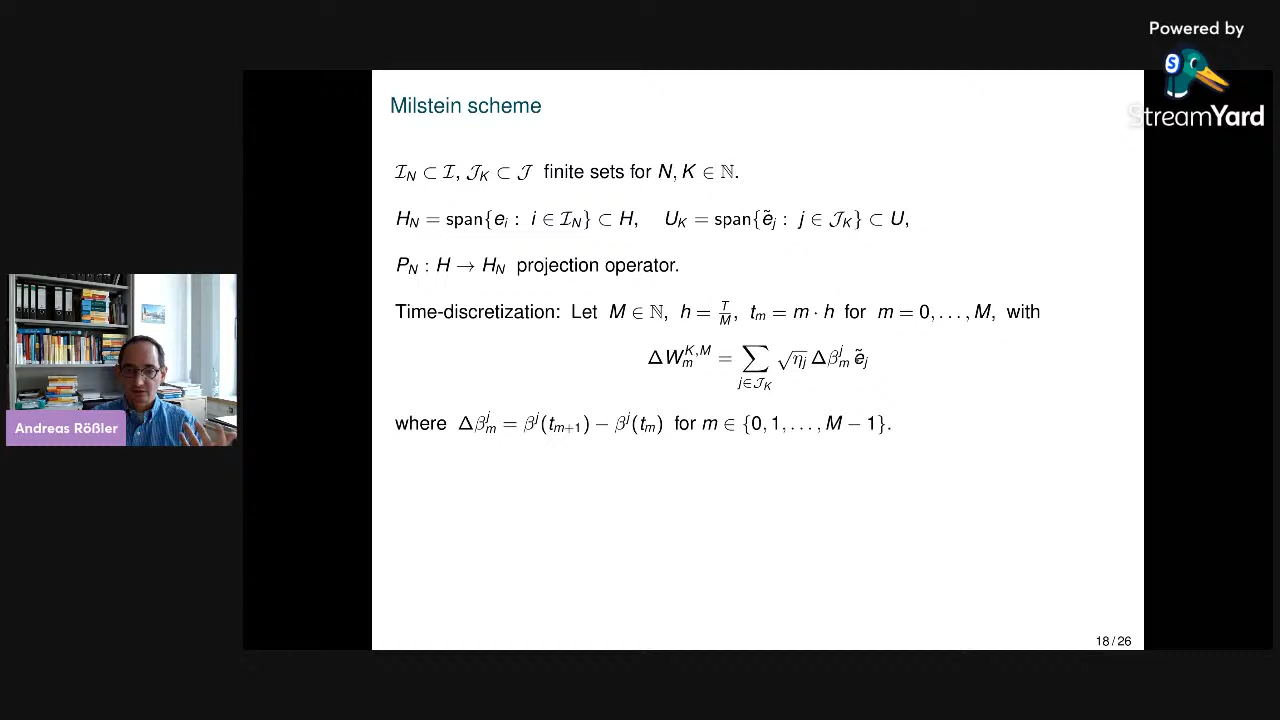 Powered by
StreamYard
Milstein scheme
ℐ_N ⊂ ℐ, 𝒥_K ⊂ 𝒥 finite sets for N, K ∈ ℕ.
H_N = span{e_i : i ∈ ℐ_N} ⊂ H, U_K = span{ẽ_j : j ∈ 𝒥_K} ⊂ U,
P_N : H → H_N projection operator.
Time-discretization: Let M ∈ ℕ, h = T/M, t_m = m · h for m = 0, . . . , M, with
ΔW_m^{K,M} = ∑_{j∈𝒥_K} √η_j Δβ_m^j ẽ_j
where Δβ_m^j = β^j(t_{m+1}) − β^j(t_m) for m ∈ {0, 1, . . . , M − 1}.
Andreas Rößler
18 / 26